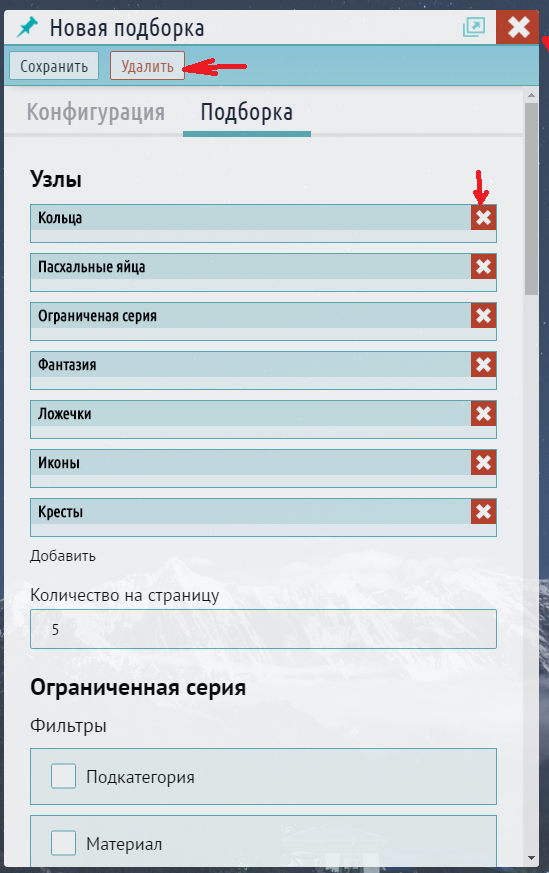 Новая подборка
Сохранить Удалить
Конфигурация Подборка
Узлы
Кольца
Пасхальные яйца
Ограниченая серия
Фантазия
Ложечки
Иконы
Кресты
Добавить
Количество на страницу
5
Ограниченная серия
Фильтры
Подкатегория
Материал